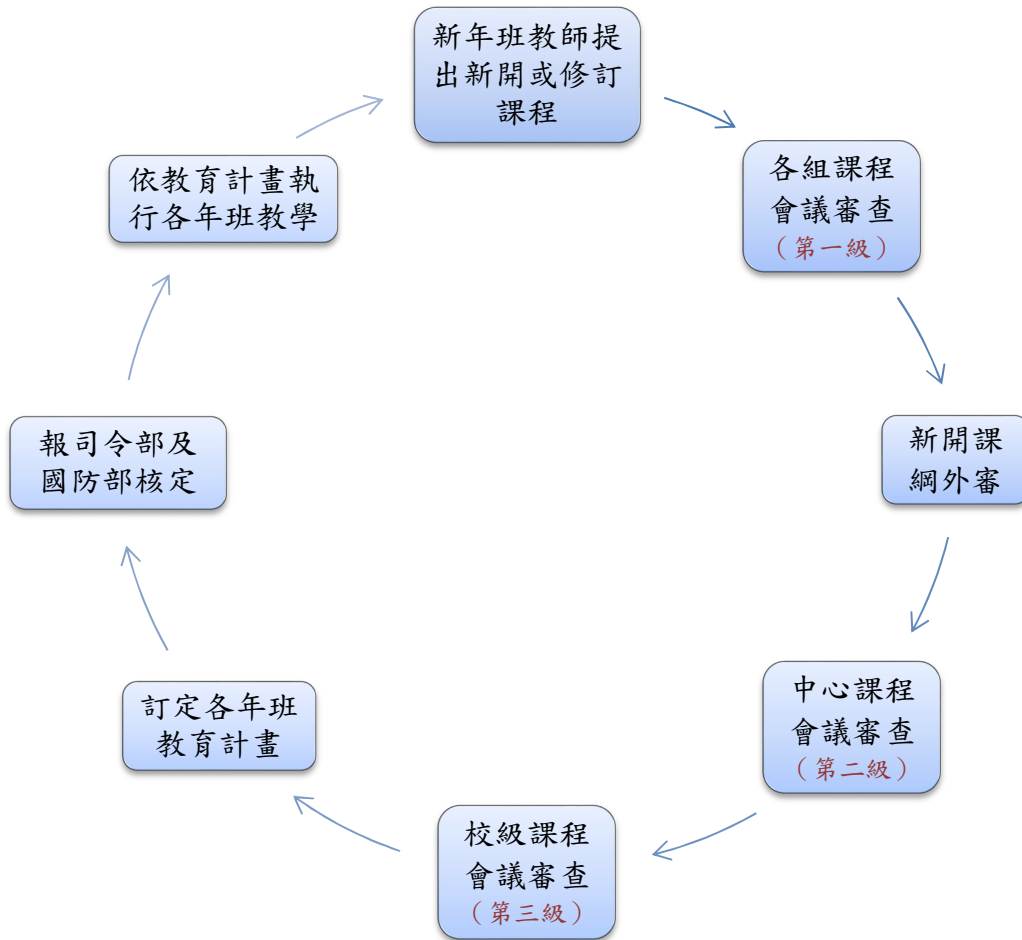 新年班教師提
出新開或修訂
課程
各組課程
會議審查
（第一級）
新開課
綱外審
中心課程
會議審查
（第二級）
校級課程
會議審查
（第三級）
訂定各年班
教育計畫
報司令部及
國防部核定
依教育計畫執
行各年班教學